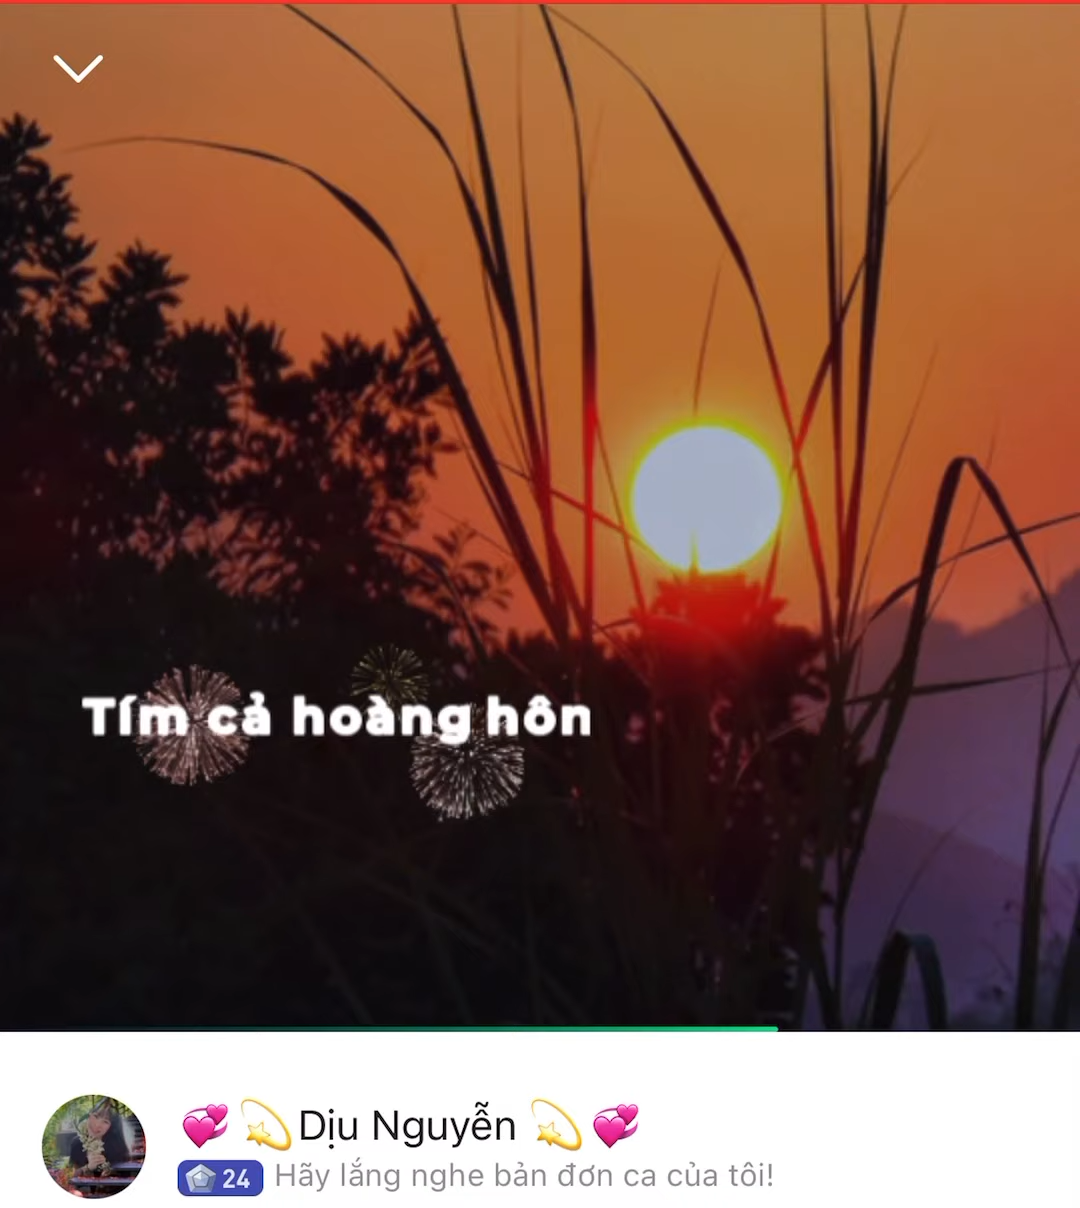 Tím cả hoàng hôn
💞💫Dịu Nguyễn 💫💞
24 Hãy lắng nghe bản đơn ca của tôi!